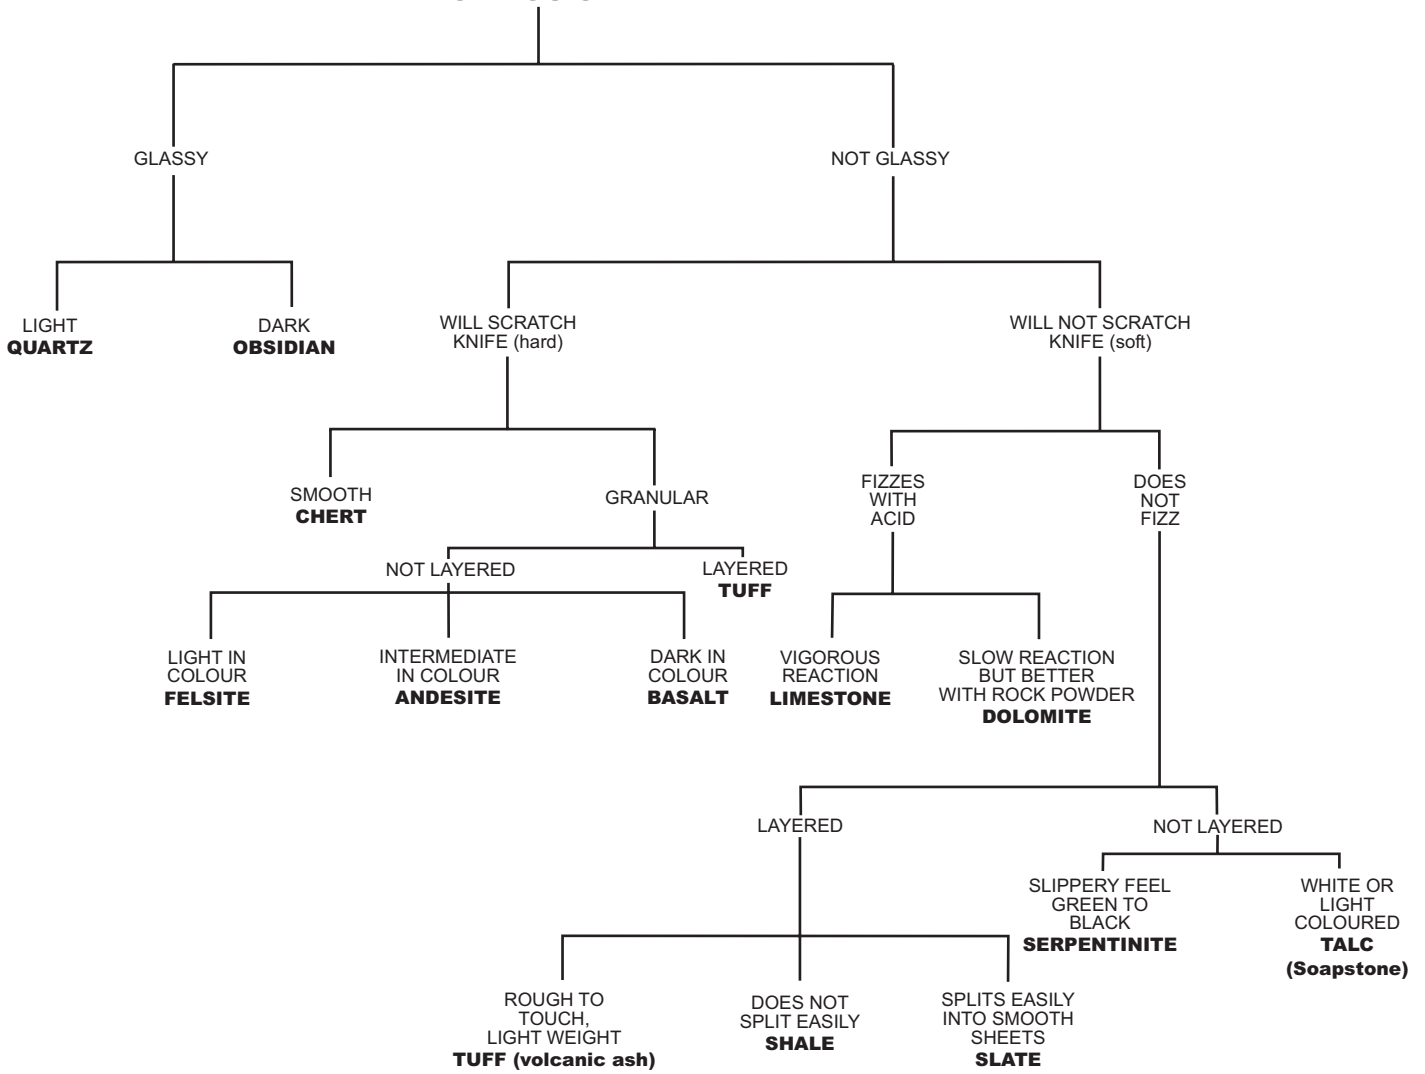 GLASSY
NOT GLASSY
LIGHT
QUARTZ
DARK
OBSIDIAN
WILL SCRATCH
KNIFE (hard)
WILL NOT SCRATCH
KNIFE (soft)
SMOOTH
CHERT
GRANULAR
FIZZES
WITH
ACID
DOES
NOT
FIZZ
NOT LAYERED
LAYERED
TUFF
LIGHT IN
COLOUR
FELSITE
INTERMEDIATE
IN COLOUR
ANDESITE
DARK IN
COLOUR
BASALT
VIGOROUS
REACTION
LIMESTONE
SLOW REACTION
BUT BETTER
WITH ROCK POWDER
DOLOMITE
LAYERED
NOT LAYERED
SLIPPERY FEEL
GREEN TO
BLACK
SERPENTINITE
WHITE OR
LIGHT
COLOURED
TALC
(Soapstone)
ROUGH TO
TOUCH,
LIGHT WEIGHT
TUFF (volcanic ash)
DOES NOT
SPLIT EASILY
SHALE
SPLITS EASILY
INTO SMOOTH
SHEETS
SLATE